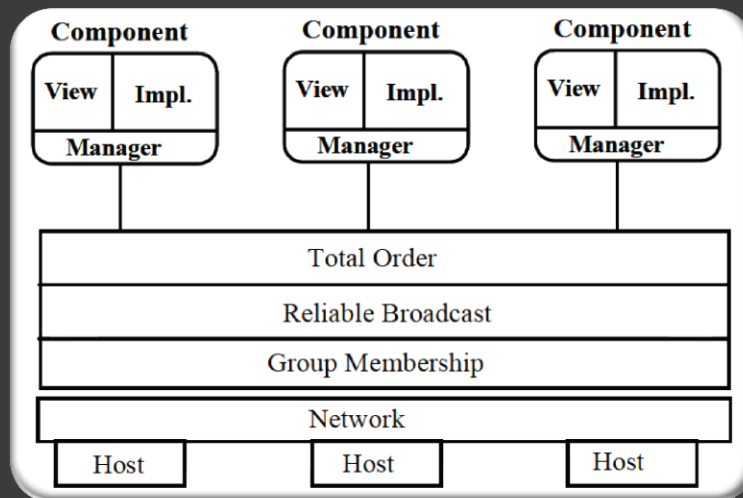 Component Component Component
View Impl. View Impl. View Impl.
Manager Manager Manager
Total Order
Reliable Broadcast
Group Membership
Network
Host Host Host